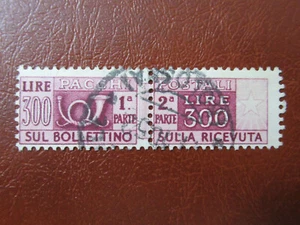 LIRE PACCHI POSTALI
300 1ª PARTE 2ª PARTE LIRE 300
SUL BOLLETTINO SULLA RICEVUTA